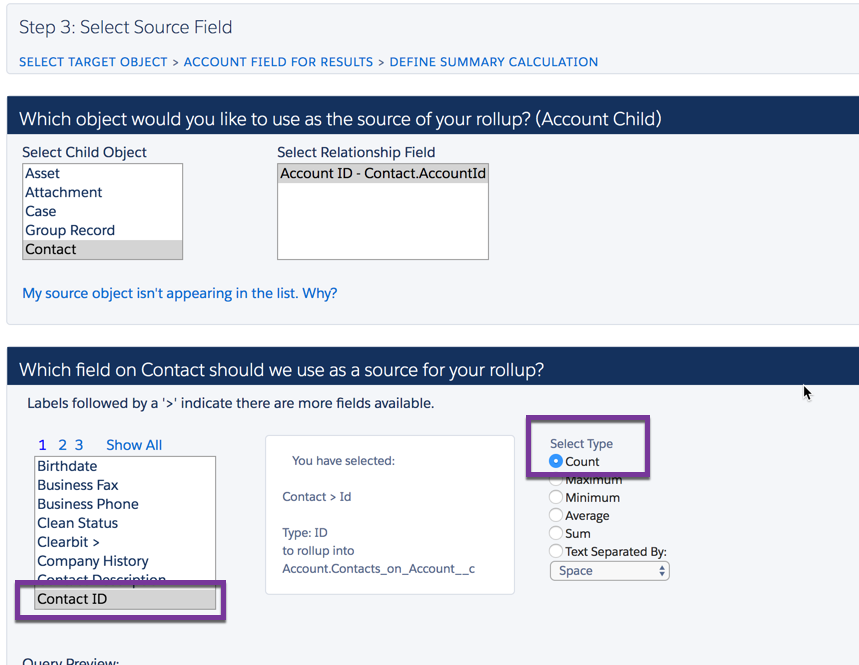 Step 3: Select Source Field
SELECT TARGET OBJECT > ACCOUNT FIELD FOR RESULTS > DEFINE SUMMARY CALCULATION
Which object would you like to use as the source of your rollup? (Account Child)
Select Child Object
Select Relationship Field
Asset
Attachment
Case
Group Record
Contact
Account ID - Contact.AccountId
My source object isn't appearing in the list. Why?
Which field on Contact should we use as a source for your rollup?
Labels followed by a '>' indicate there are more fields available.
1 2 3 Show All
Birthdate
Business Fax
Business Phone
Clean Status
Clearbit >
Company History
Contact Description
Contact ID
You have selected:
Contact > Id
Type: ID
to rollup into
Account.Contacts_on_Account__c
Select Type
Count
Maximum
Minimum
Average
Sum
Text Separated By:
Space
Query Preview: